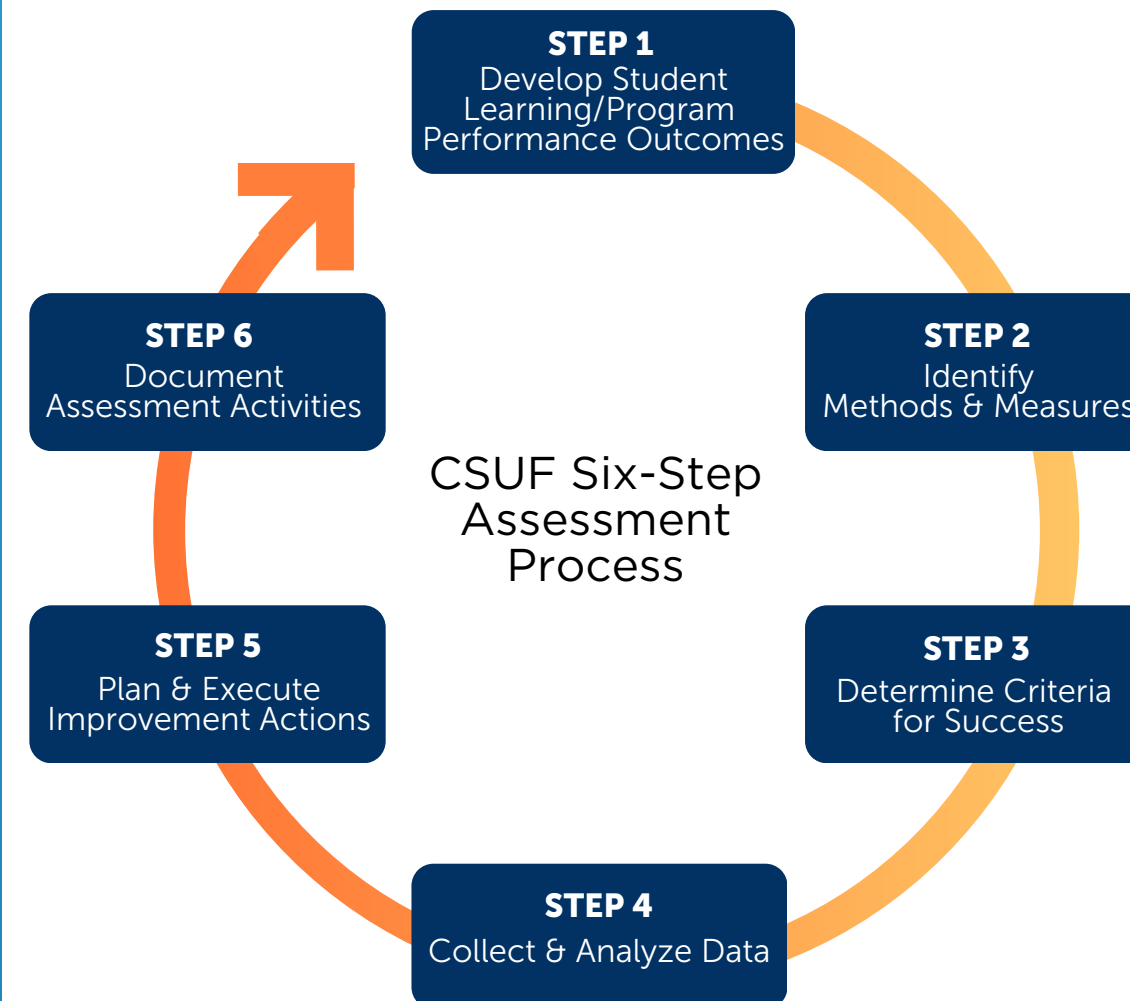 STEP 1
Develop Student
Learning/Program
Performance Outcomes
STEP 2
Identify
Methods & Measures
STEP 3
Determine Criteria
for Success
STEP 4
Collect & Analyze Data
STEP 5
Plan & Execute
Improvement Actions
STEP 6
Document
Assessment Activities
CSUF Six-Step
Assessment
Process